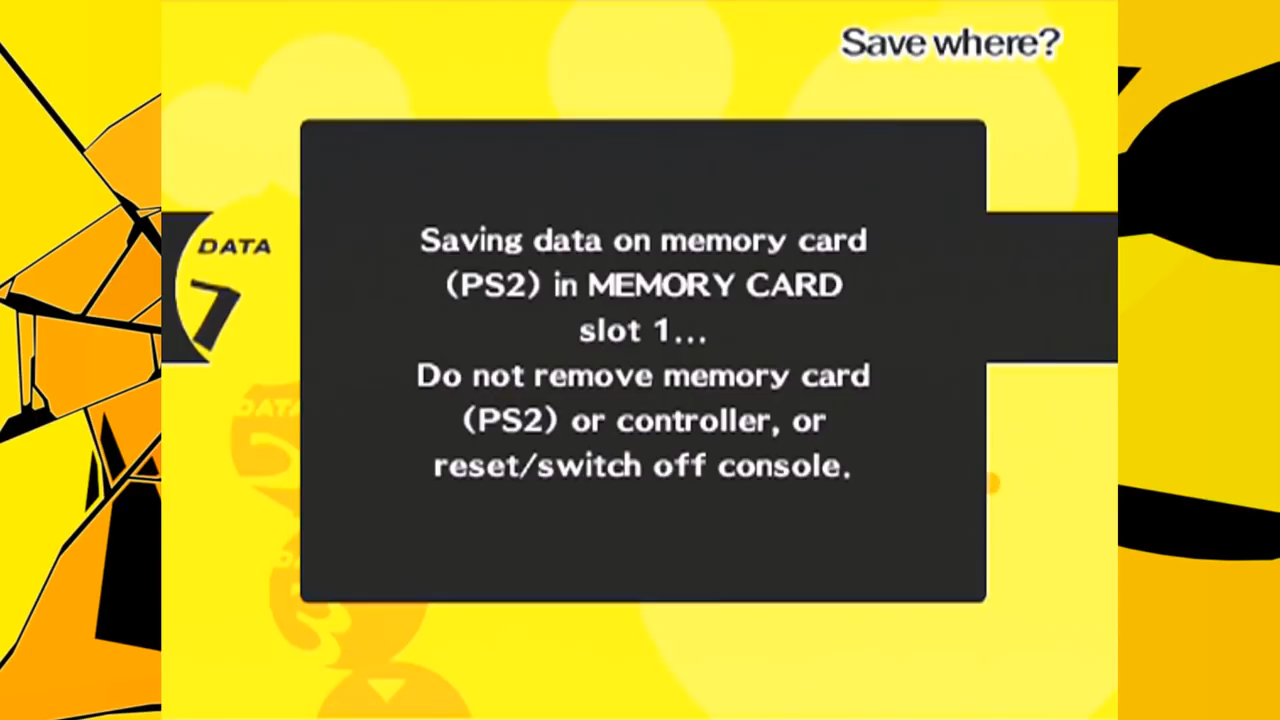 Save where?
DATA
7
Saving data on memory card
(PS2) in MEMORY CARD
slot 1...
Do not remove memory card
(PS2) or controller, or
reset/switch off console.
DATA